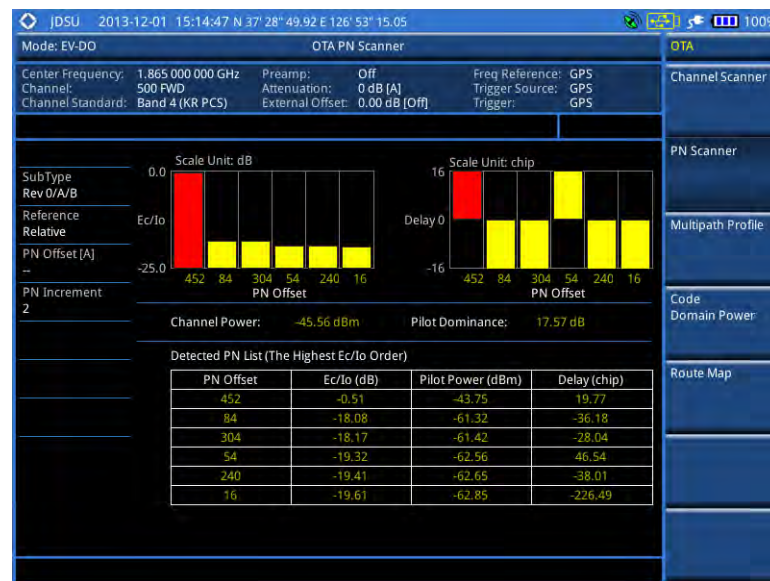 JDSU 2013-12-01 15:14:47 N 37' 28" 49.92 E 126' 53" 15.05 100%
Mode: EV-DO OTA PN Scanner OTA
Center Frequency: 1.865 000 000 GHz Preamp: Off Freq Reference: GPS
Channel: 500 FWD Attenuation: 0 dB [A] Trigger Source: GPS
Channel Standard: Band 4 (KR PCS) External Offset: 0.00 dB [Off] Trigger: GPS
Channel Scanner
PN Scanner
Multipath Profile
Code
Domain Power
Route Map
SubType
Rev 0/A/B
Reference
Relative
PN Offset [A]
--
PN Increment
2
Scale Unit: dB
0.0
Ec/Io
-25.0
452 84 304 54 240 16
PN Offset
Scale Unit: chip
16
Delay 0
-16
452 84 304 54 240 16
PN Offset
Channel Power: -45.56 dBm Pilot Dominance: 17.57 dB
Detected PN List (The Highest Ec/Io Order)
PN Offset Ec/Io (dB) Pilot Power (dBm) Delay (chip)
452 -0.51 -43.75 19.77
84 -18.08 -61.32 -36.18
304 -18.17 -61.42 -28.04
54 -19.32 -62.56 46.54
240 -19.41 -62.65 -38.01
16 -19.61 -62.85 -226.49